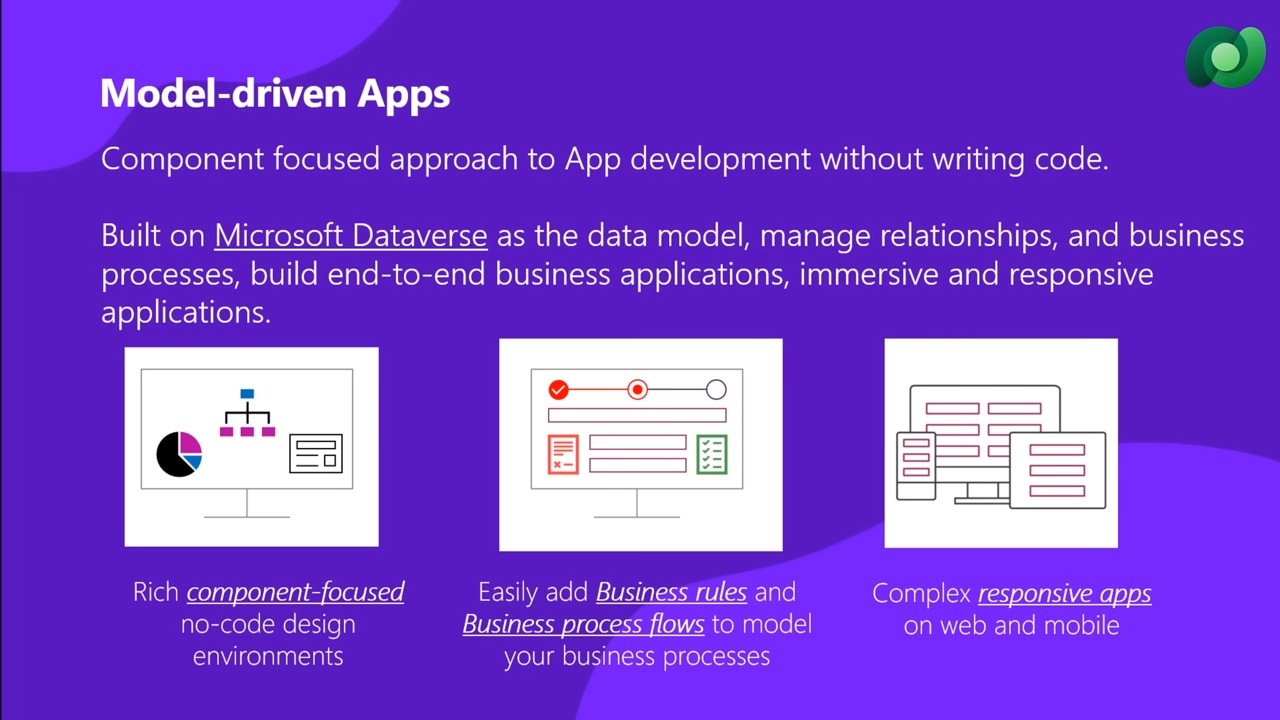 Model-driven Apps
Component focused approach to App development without writing code.
Built on Microsoft Dataverse as the data model, manage relationships, and business
processes, build end-to-end business applications, immersive and responsive
applications.
Rich component-focused
no-code design
environments
Easily add Business rules and
Business process flows to model
your business processes
Complex responsive apps
on web and mobile